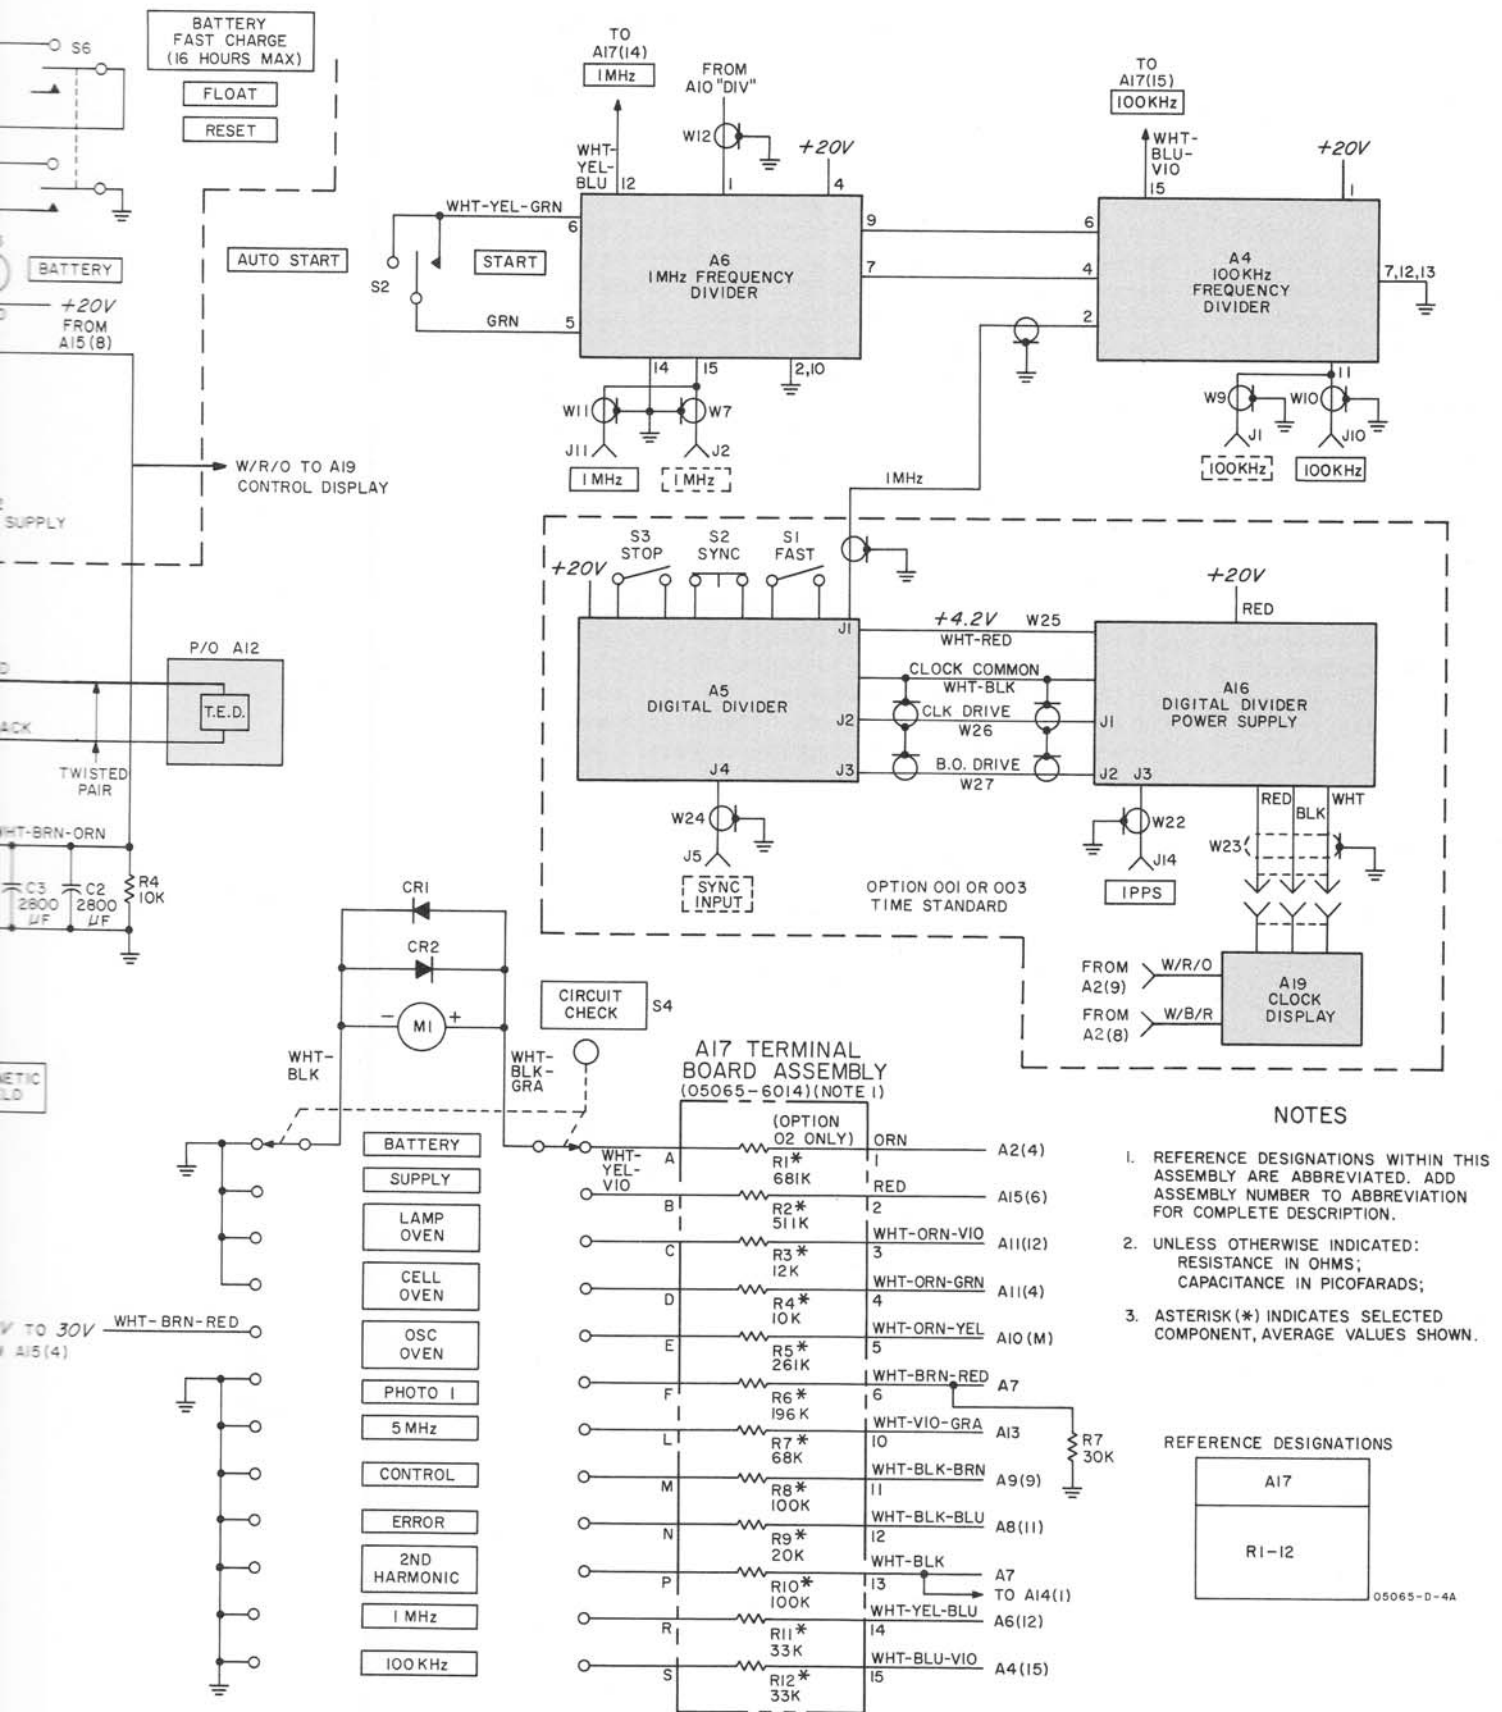 S6
BATTERY
FAST CHARGE
(16 HOURS MAX)
FLOAT
RESET
BATTERY
AUTO START
+20V
FROM
A15(8)
W/R/O TO A19
CONTROL DISPLAY
SUPPLY
TO
A17(14)
1MHz
FROM
A10 "DIV"
W12
+20V
WHT-
YEL-
BLU
12
1
4
WHT-YEL-GRN
6
START
S2
GRN
5
A6
1MHz FREQUENCY
DIVIDER
9
7
14
15
2,10
W11
W7
J11
J2
1MHz
1MHz
TO
A17(15)
100KHz
WHT-
BLU-
VIO
15
+20V
1
6
4
2
A4
100KHz
FREQUENCY
DIVIDER
7,12,13
11
W9
W10
J1
J10
100KHz
100KHz
1MHz
S3
STOP
S2
SYNC
S1
FAST
+20V
J1
A5
DIGITAL DIVIDER
J2
J3
J4
+4.2V W25
WHT-RED
CLOCK COMMON
WHT-BLK
CLK DRIVE
W26
B.O. DRIVE
W27
+20V
RED
A16
DIGITAL DIVIDER
POWER SUPPLY
J1
J2 J3
W24
J5
SYNC
INPUT
W22
J14
1PPS
RED
BLK
WHT
W23
OPTION 001 OR 003
TIME STANDARD
FROM
A2(9)
W/R/O
FROM
A2(8)
W/B/R
A19
CLOCK
DISPLAY
P/O A12
T.E.D.
ACK
TWISTED
PAIR
WHT-BRN-ORN
C3
2800
µF
C2
2800
µF
R4
10K
CR1
CR2
- M1 +
WHT-
BLK
WHT-
BLK-
GRA
CIRCUIT
CHECK
S4
A17 TERMINAL
BOARD ASSEMBLY
(05065-6014)(NOTE 1)
BATTERY
SUPPLY
LAMP
OVEN
CELL
OVEN
OSC
OVEN
PHOTO 1
5MHz
CONTROL
ERROR
2ND
HARMONIC
1MHz
100KHz
V TO 30V
A15(4)
WHT-BRN-RED
WHT-
YEL-
VIO
A
(OPTION
02 ONLY)
R1*
681K
ORN
1
A2(4)
B
R2*
511K
RED
2
A15(6)
C
R3*
12K
WHT-ORN-VIO
3
A11(12)
D
R4*
10K
WHT-ORN-GRN
4
A11(4)
E
R5*
261K
WHT-ORN-YEL
5
A10(M)
F
R6*
196K
WHT-BRN-RED
6
A7
L
R7*
68K
WHT-VIO-GRA
10
A13
R7
30K
M
R8*
100K
WHT-BLK-BRN
11
A9(9)
N
R9*
20K
WHT-BLK-BLU
12
A8(11)
P
R10*
100K
WHT-BLK
13
A7
TO A14(1)
R
R11*
33K
WHT-YEL-BLU
14
A6(12)
S
R12*
33K
WHT-BLU-VIO
15
A4(15)
NOTES
1. REFERENCE DESIGNATIONS WITHIN THIS
ASSEMBLY ARE ABBREVIATED. ADD
ASSEMBLY NUMBER TO ABBREVIATION
FOR COMPLETE DESCRIPTION.
2. UNLESS OTHERWISE INDICATED:
RESISTANCE IN OHMS;
CAPACITANCE IN PICOFARADS;
3. ASTERISK(*) INDICATES SELECTED
COMPONENT, AVERAGE VALUES SHOWN.
REFERENCE DESIGNATIONS
A17
R1-12
05065-D-4A